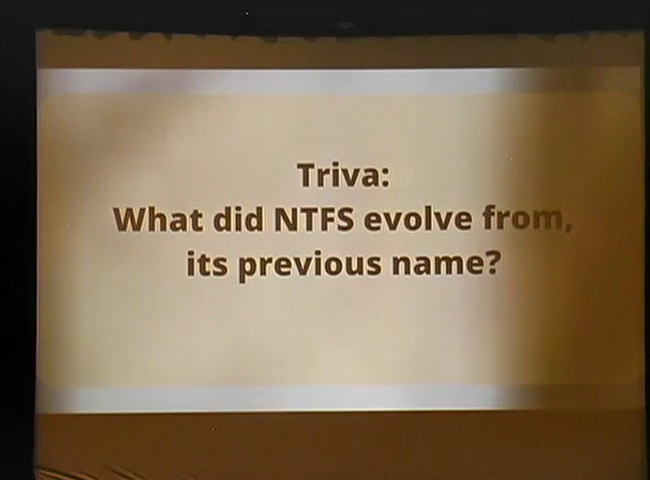 Triva:
What did NTFS evolve from,
its previous name?